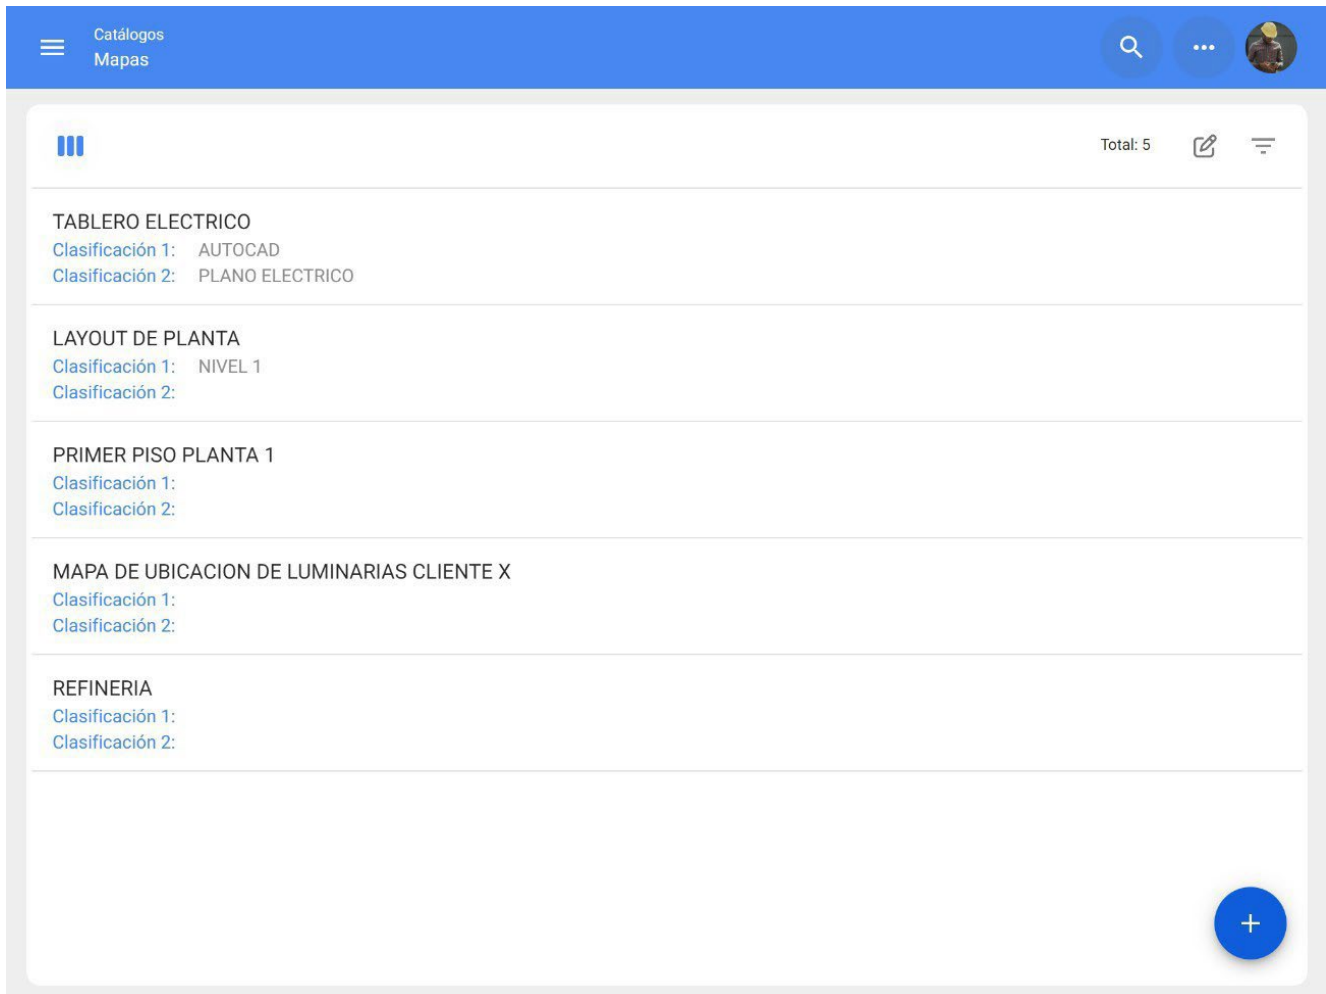 Catálogos
Mapas
Total: 5
TABLERO ELECTRICO
Clasificación 1: AUTOCAD
Clasificación 2: PLANO ELECTRICO
LAYOUT DE PLANTA
Clasificación 1: NIVEL 1
Clasificación 2:
PRIMER PISO PLANTA 1
Clasificación 1:
Clasificación 2:
MAPA DE UBICACION DE LUMINARIAS CLIENTE X
Clasificación 1:
Clasificación 2:
REFINERIA
Clasificación 1:
Clasificación 2: